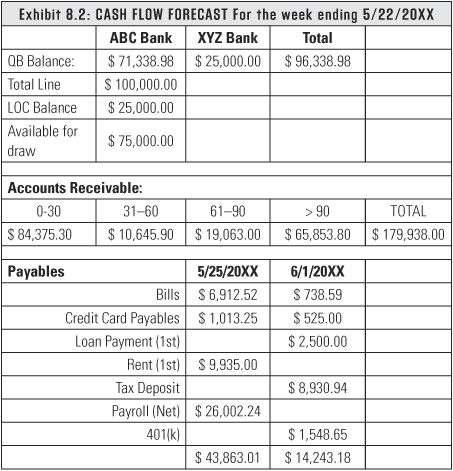 Exhibit 8.2: CASH FLOW FORECAST For the week ending 5/22/20XX
ABC Bank XYZ Bank Total
QB Balance: $ 71,338.98 $ 25,000.00 $ 96,338.98
Total Line $ 100,000.00
LOC Balance $ 25,000.00
Available for
draw $ 75,000.00
Accounts Receivable:
0-30 31–60 61–90 > 90 TOTAL
$ 84,375.30 $ 10,645.90 $ 19,063.00 $ 65,853.80 $ 179,938.00
Payables 5/25/20XX 6/1/20XX
Bills $ 6,912.52 $ 738.59
Credit Card Payables $ 1,013.25 $ 525.00
Loan Payment (1st) $ 2,500.00
Rent (1st) $ 9,935.00
Tax Deposit $ 8,930.94
Payroll (Net) $ 26,002.24
401(k) $ 1,548.65
$ 43,863.01 $ 14,243.18